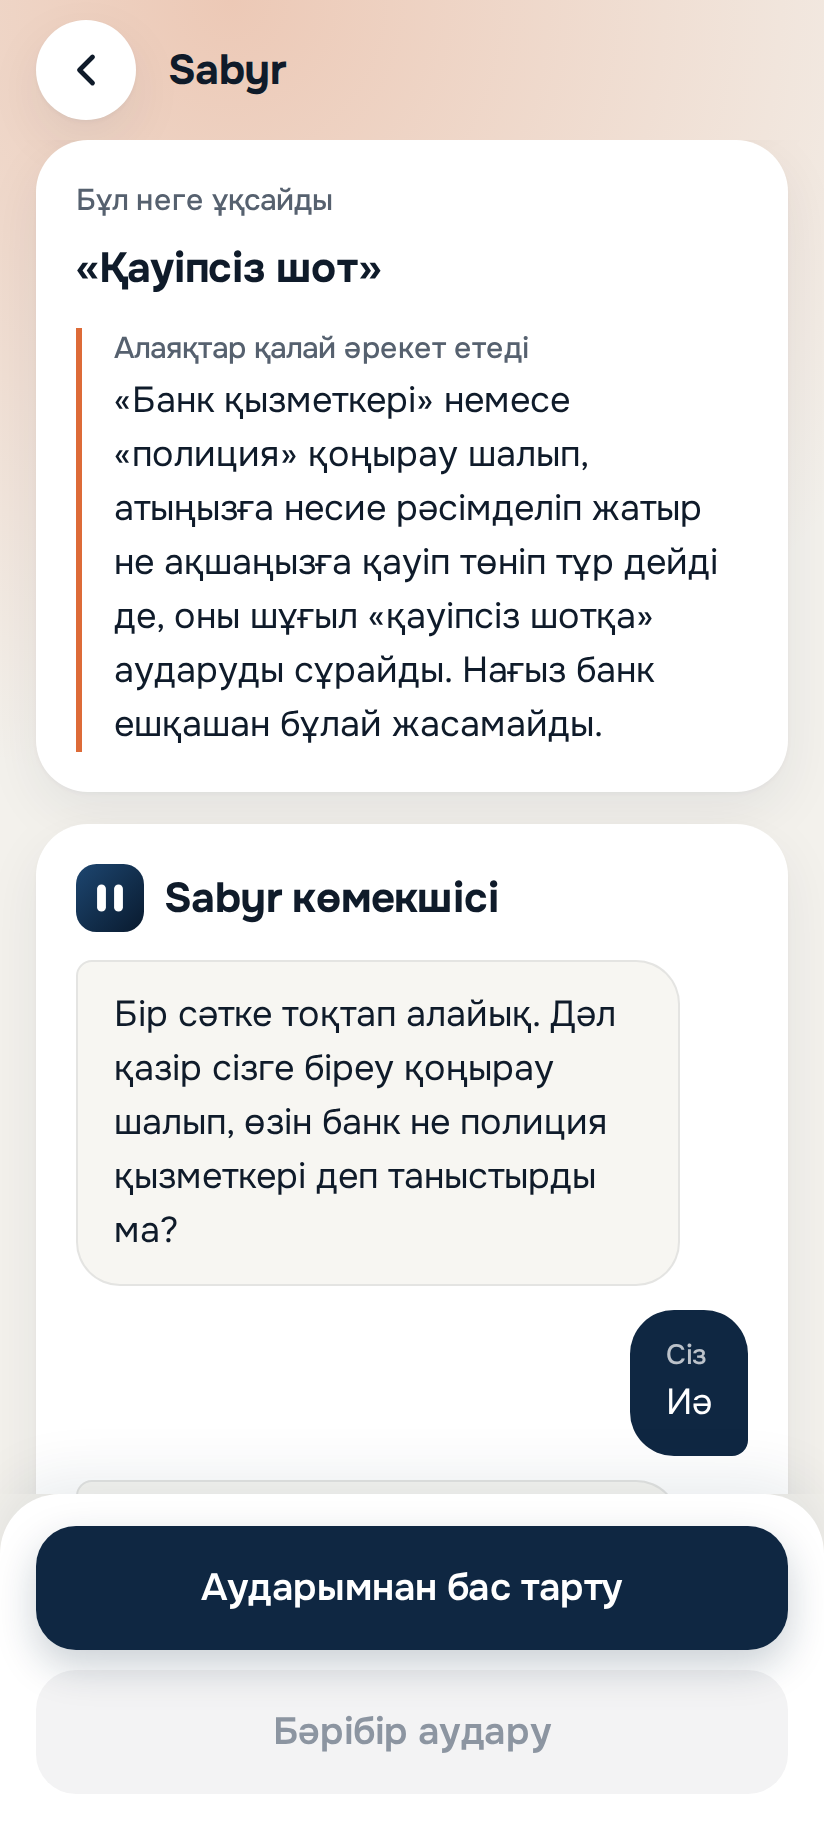 Sabyr
Бұл неге ұқсайды
«Қауіпсіз шот»
Алаяқтар қалай әрекет етеді
«Банк қызметкері» немесе
«полиция» қоңырау шалып,
атыңызға несие рәсімделіп жатыр
не ақшаңызға қауіп төніп тұр дейді
де, оны шұғыл «қауіпсіз шотқа»
аударуды сұрайды. Нағыз банк
ешқашан бұлай жасамайды.
Sabyr көмекшісі
Бір сәтке тоқтап алайық. Дәл
қазір сізге біреу қоңырау
шалып, өзін банк не полиция
қызметкері деп таныстырды
ма?
Сіз
Иә
Аударымнан бас тарту
Бәрібір аудару